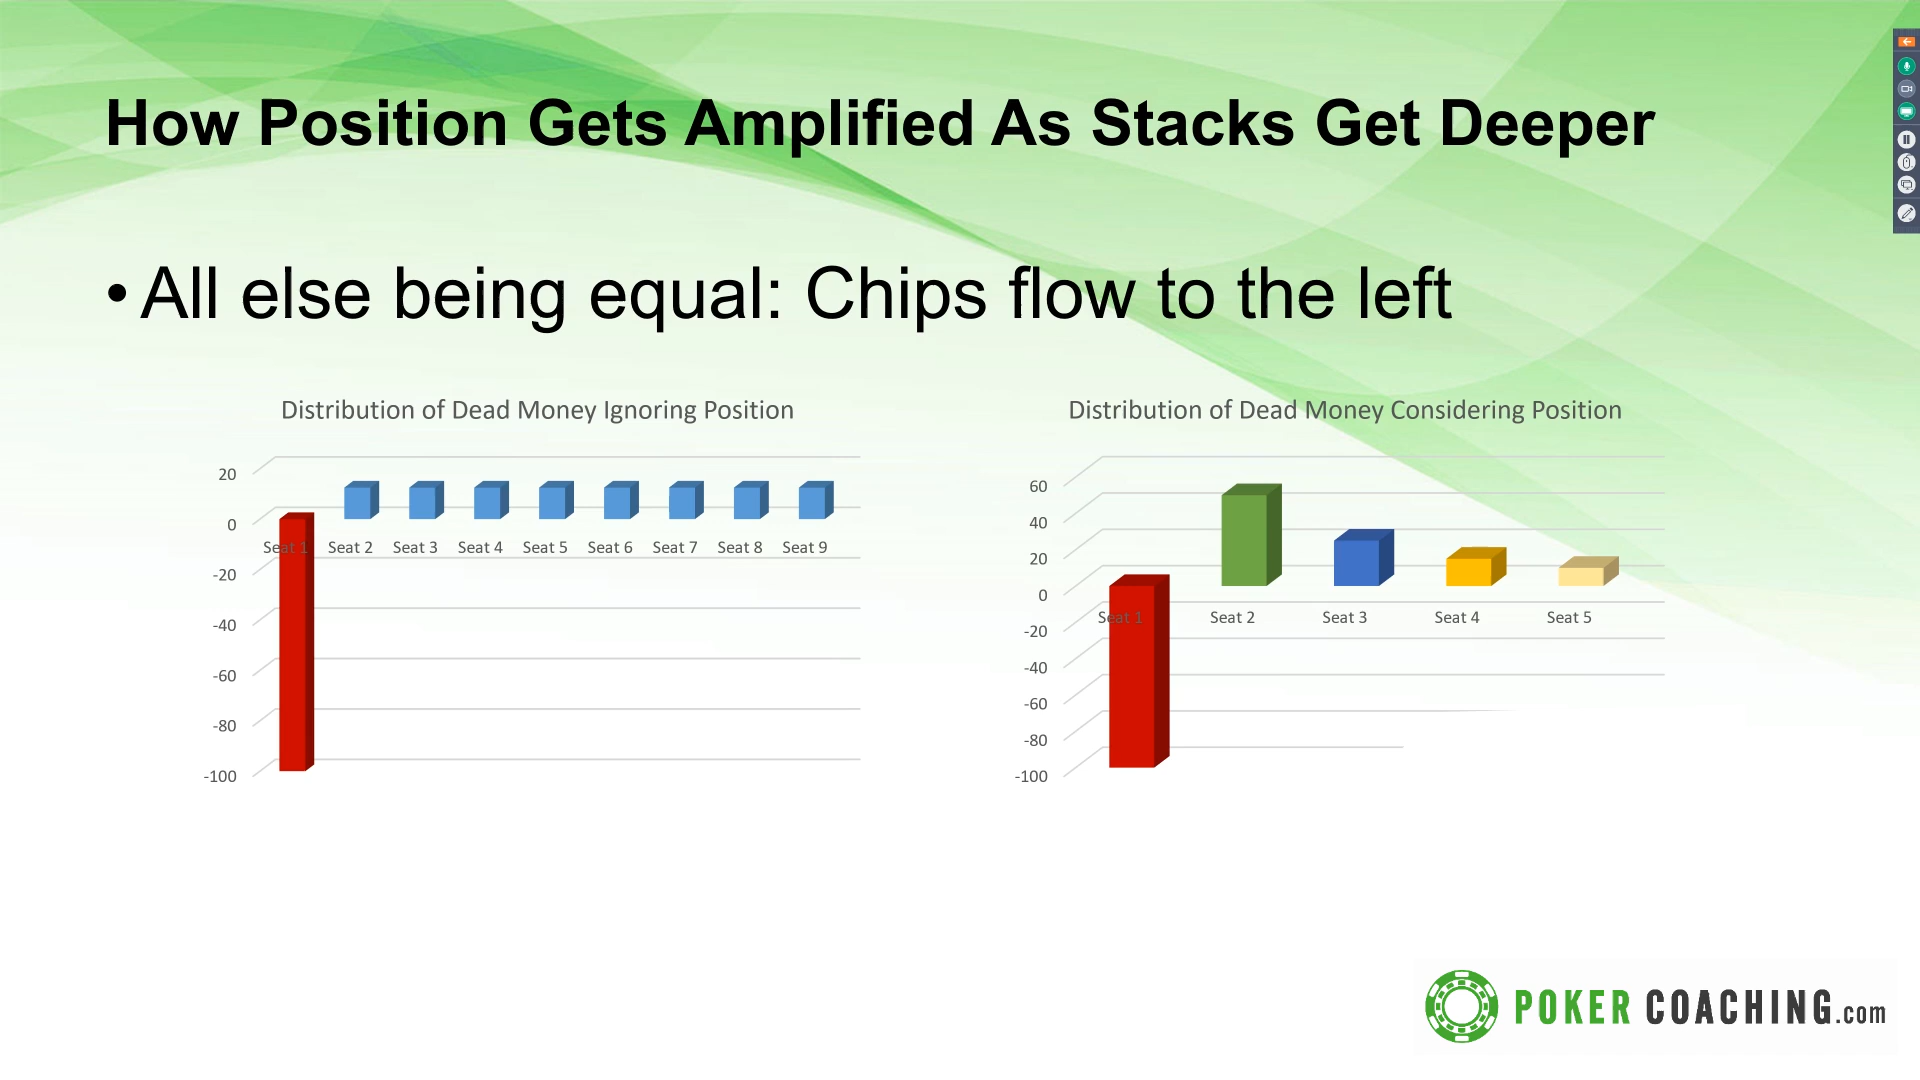 How Position Gets Amplified As Stacks Get Deeper
• All else being equal: Chips flow to the left
Distribution of Dead Money Ignoring Position
20
0
-20
-40
-60
-80
-100
Seat 1 Seat 2 Seat 3 Seat 4 Seat 5 Seat 6 Seat 7 Seat 8 Seat 9
Distribution of Dead Money Considering Position
60
40
20
0
-20
-40
-60
-80
-100
Seat 1 Seat 2 Seat 3 Seat 4 Seat 5
POKER COACHING.com